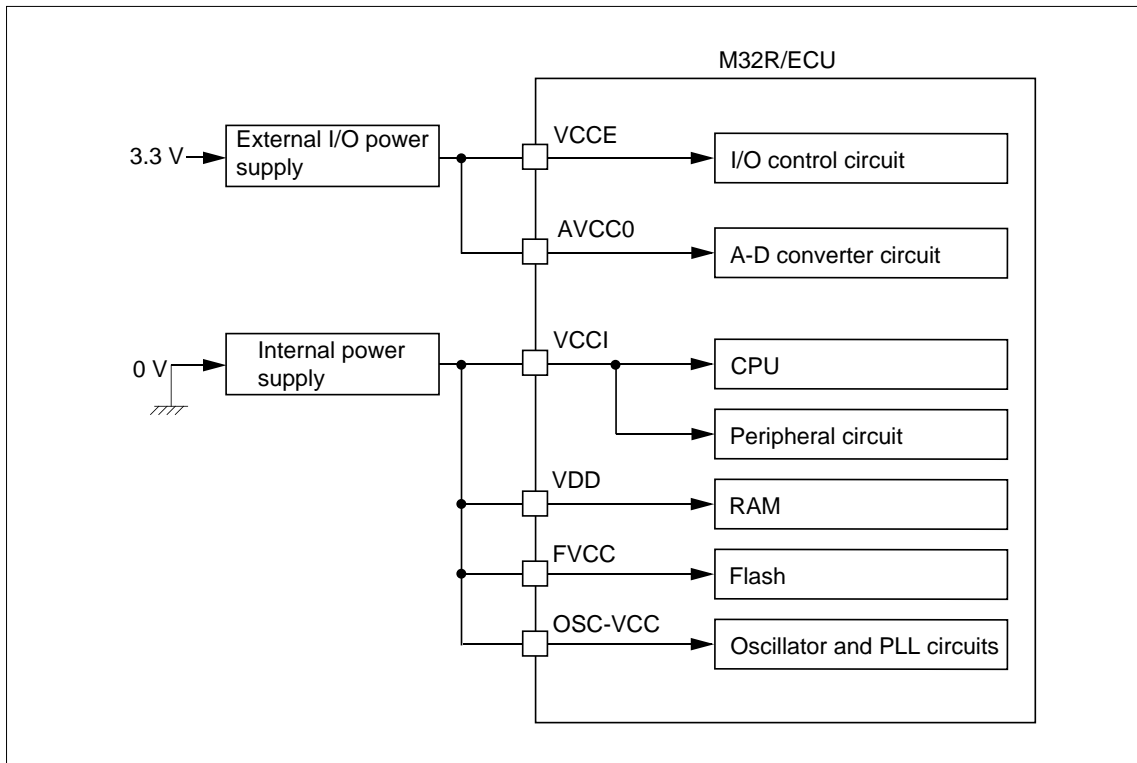 M32R/ECU
External I/O power
supply
3.3 V
VCCE
I/O control circuit
AVCC0
A-D converter circuit
Internal power
supply
0 V
VCCI
CPU
Peripheral circuit
VDD
RAM
FVCC
Flash
OSC-VCC
Oscillator and PLL circuits